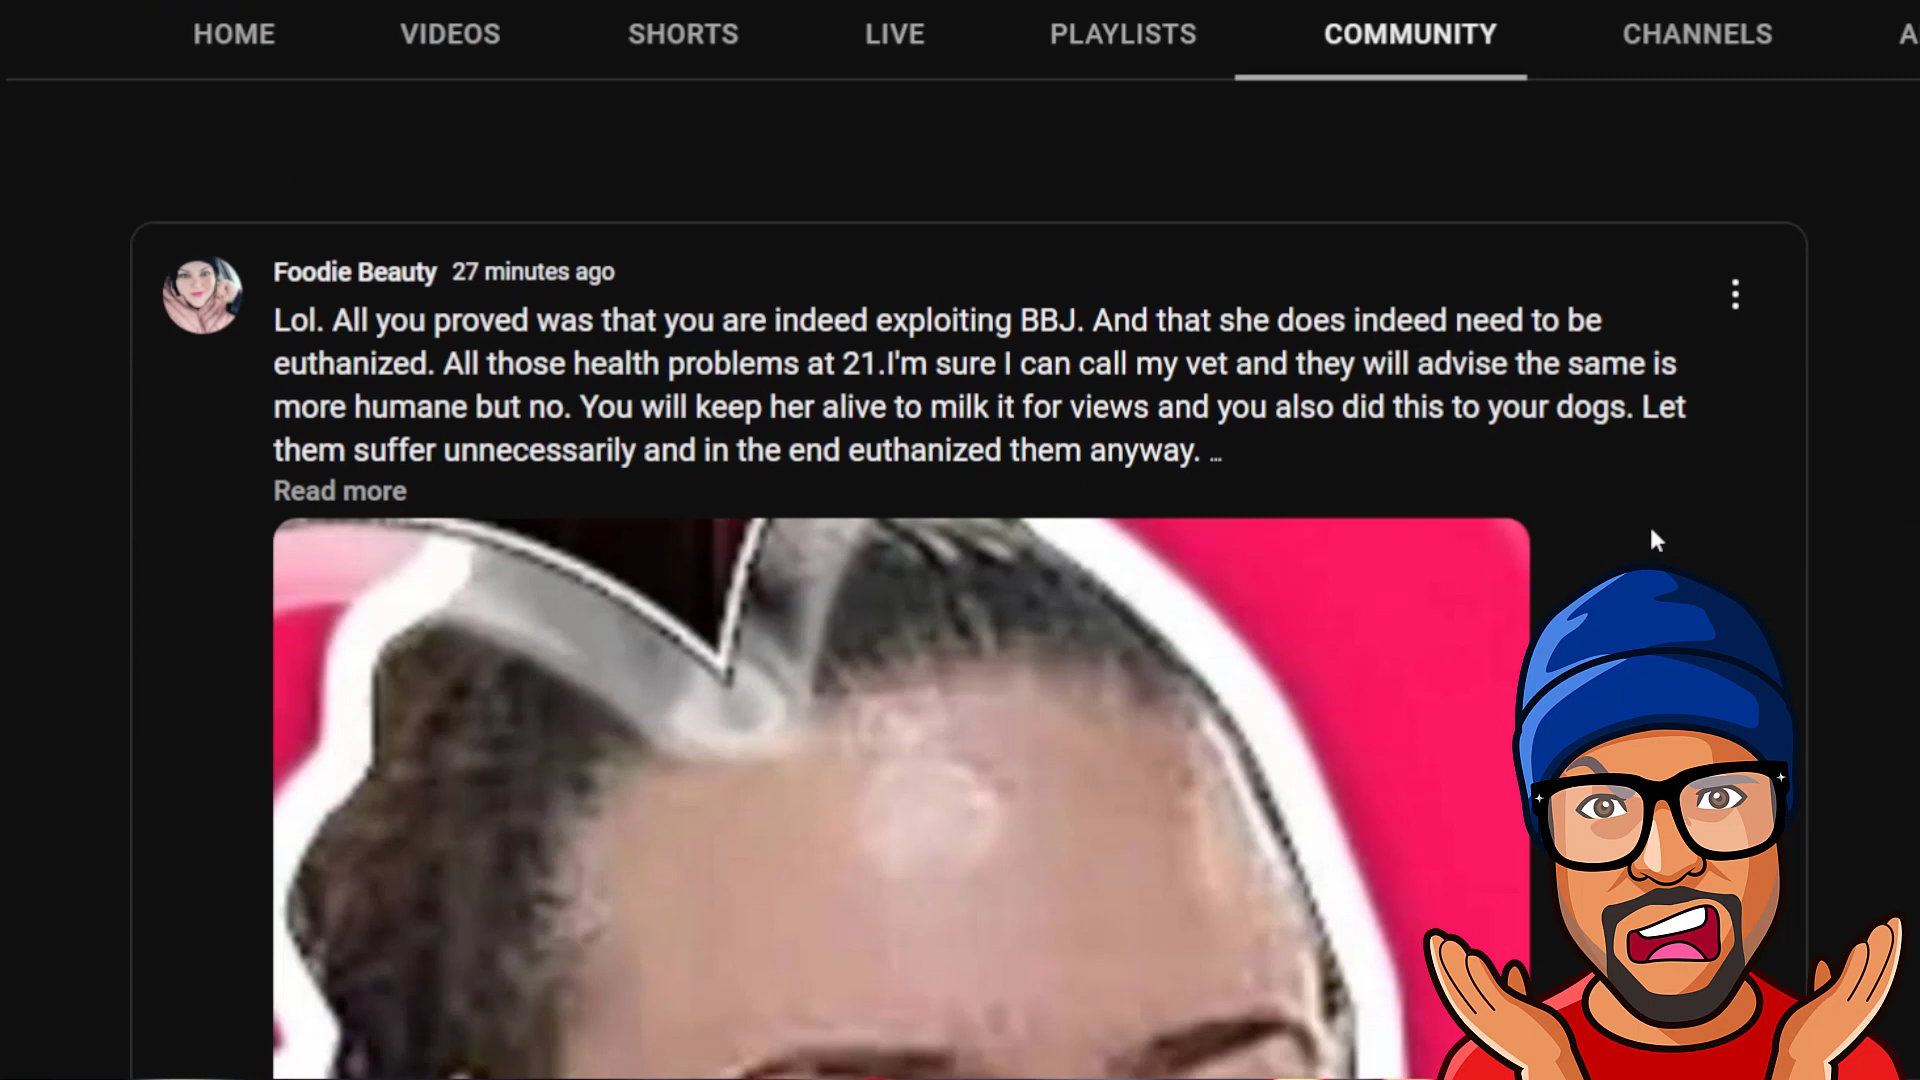 HOME VIDEOS SHORTS LIVE PLAYLISTS COMMUNITY CHANNELS A
Foodie Beauty 27 minutes ago
Lol. All you proved was that you are indeed exploiting BBJ. And that she does indeed need to be
euthanized. All those health problems at 21.I'm sure I can call my vet and they will advise the same is
more humane but no. You will keep her alive to milk it for views and you also did this to your dogs. Let
them suffer unnecessarily and in the end euthanized them anyway. ...
Read more